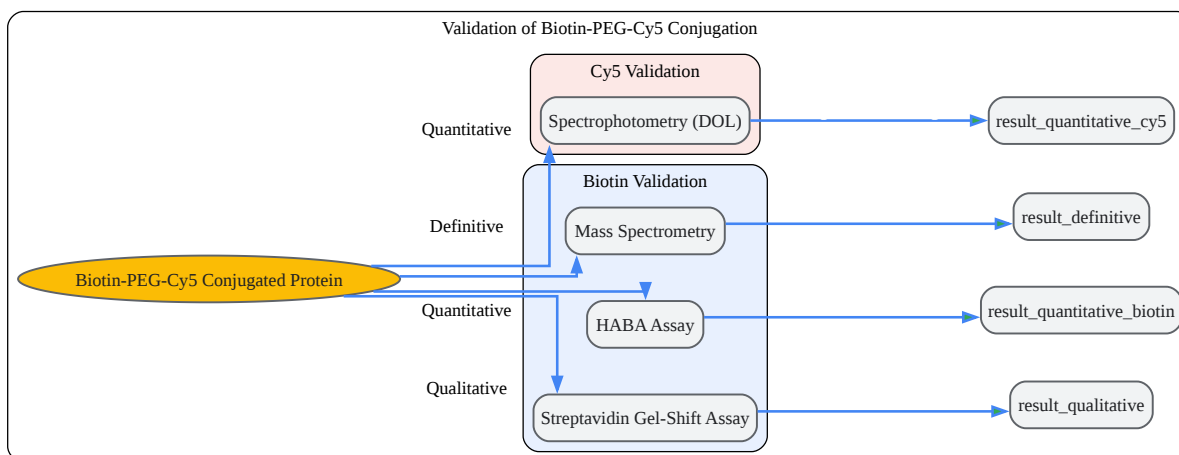 Validation of Biotin-PEG-Cy5 Conjugation
Cy5 Validation
Quantitative
Spectrophotometry (DOL)
result_quantitative_cy5
Biotin Validation
Definitive
Mass Spectrometry
result_definitive
Biotin-PEG-Cy5 Conjugated Protein
Quantitative
HABA Assay
result_quantitative_biotin
Qualitative
Streptavidin Gel-Shift Assay
result_qualitative